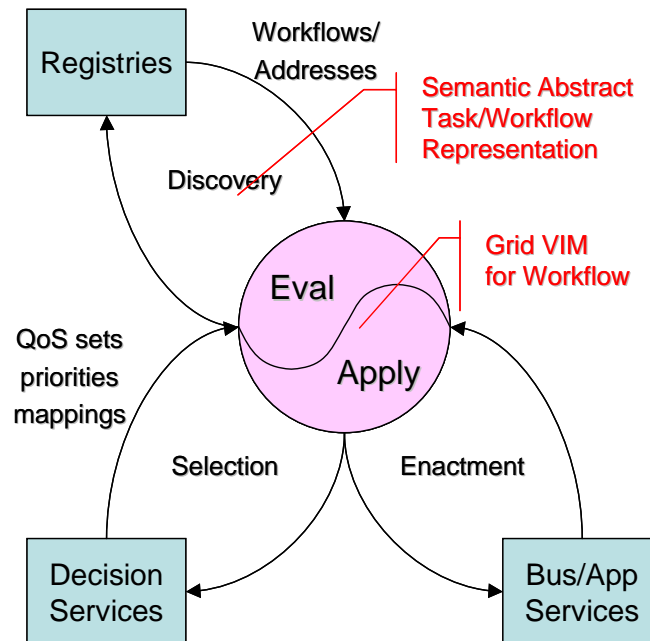 Registries
Workflows/
Addresses
Semantic Abstract
Task/Workflow
Representation
Discovery
Grid VIM
for Workflow
Eval
Apply
QoS sets
priorities
mappings
Selection
Enactment
Decision
Services
Bus/App
Services